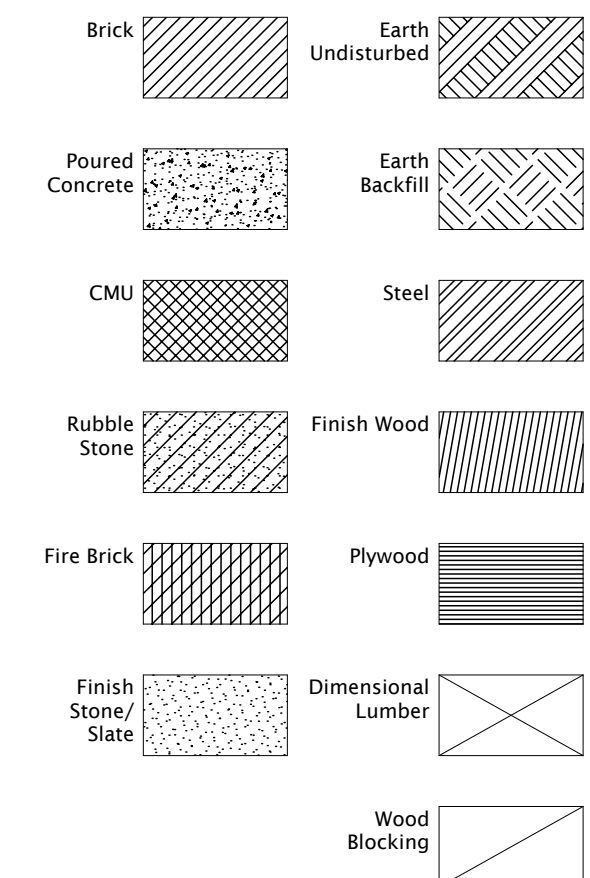 Brick
Poured
Concrete
CMU
Rubble
Stone
Fire Brick
Finish
Stone/
Slate
Earth
Undisturbed
Earth
Backfill
Steel
Finish Wood
Plywood
Dimensional
Lumber
Wood
Blocking